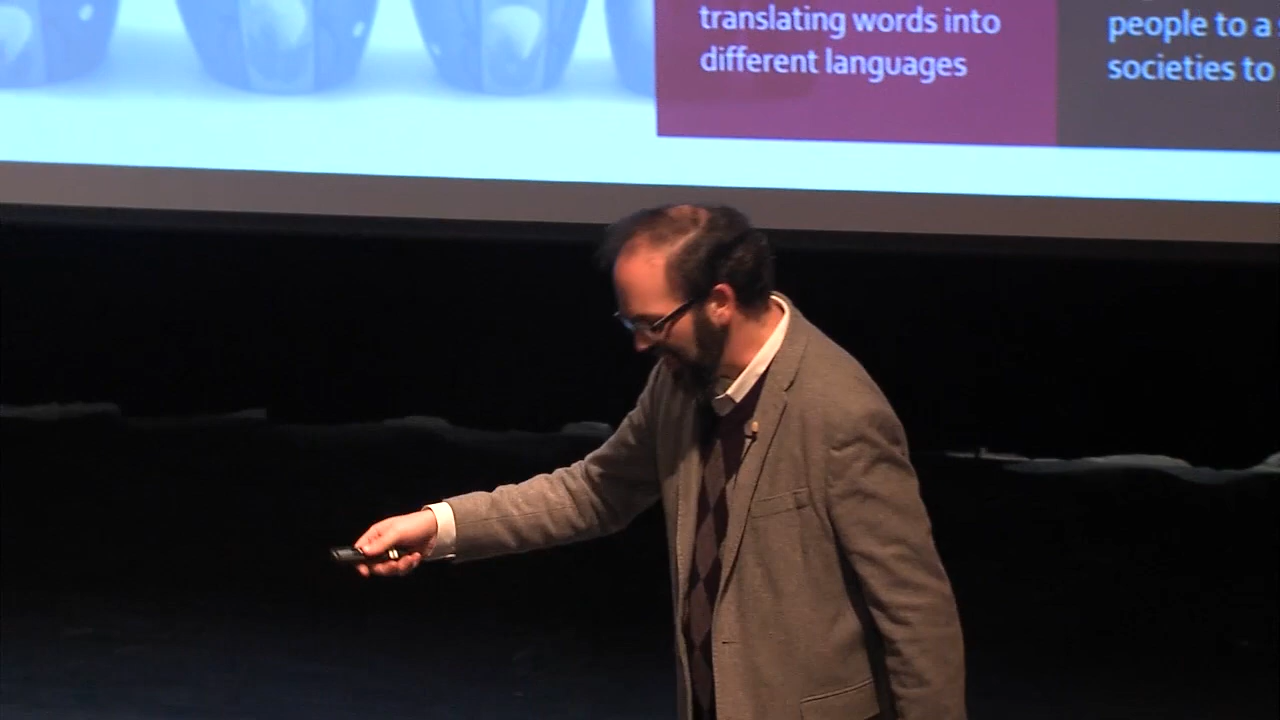 translating words into
different languages
people to a
societies to